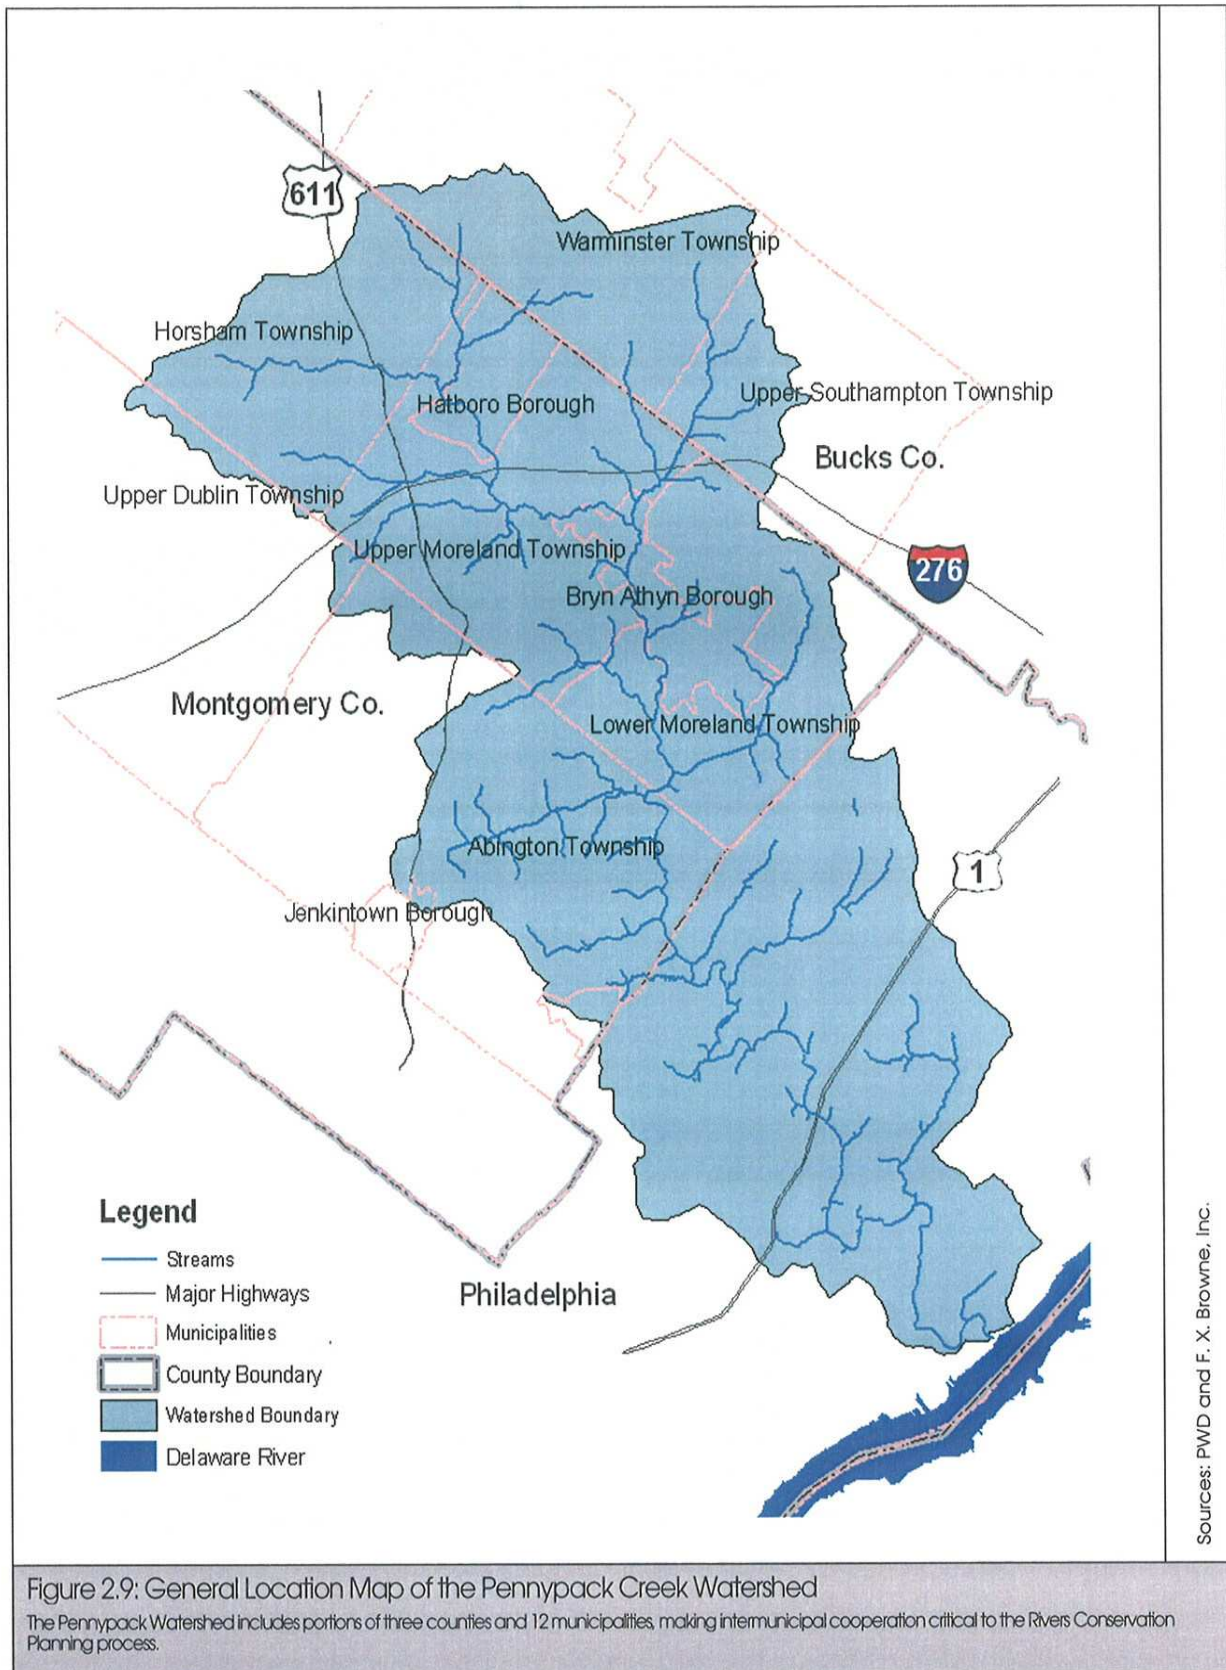 611
Warminster Township
Horsham Township
Upper Southampton Township
Hatboro Borough
Bucks Co.
Upper Dublin Township
Upper Moreland Township
276
Bryn Athyn Borough
Montgomery Co.
Lower Moreland Township
Abington Township
1
Jenkintown Borough
Philadelphia
Legend
Streams
Major Highways
Municipalities
County Boundary
Watershed Boundary
Delaware River
Sources: PWD and F. X. Browne, Inc.
Figure 2.9: General Location Map of the Pennypack Creek Watershed
The Pennypack Watershed includes portions of three counties and 12 municipalities, making intermunicipal cooperation critical to the Rivers Conservation
Planning process.